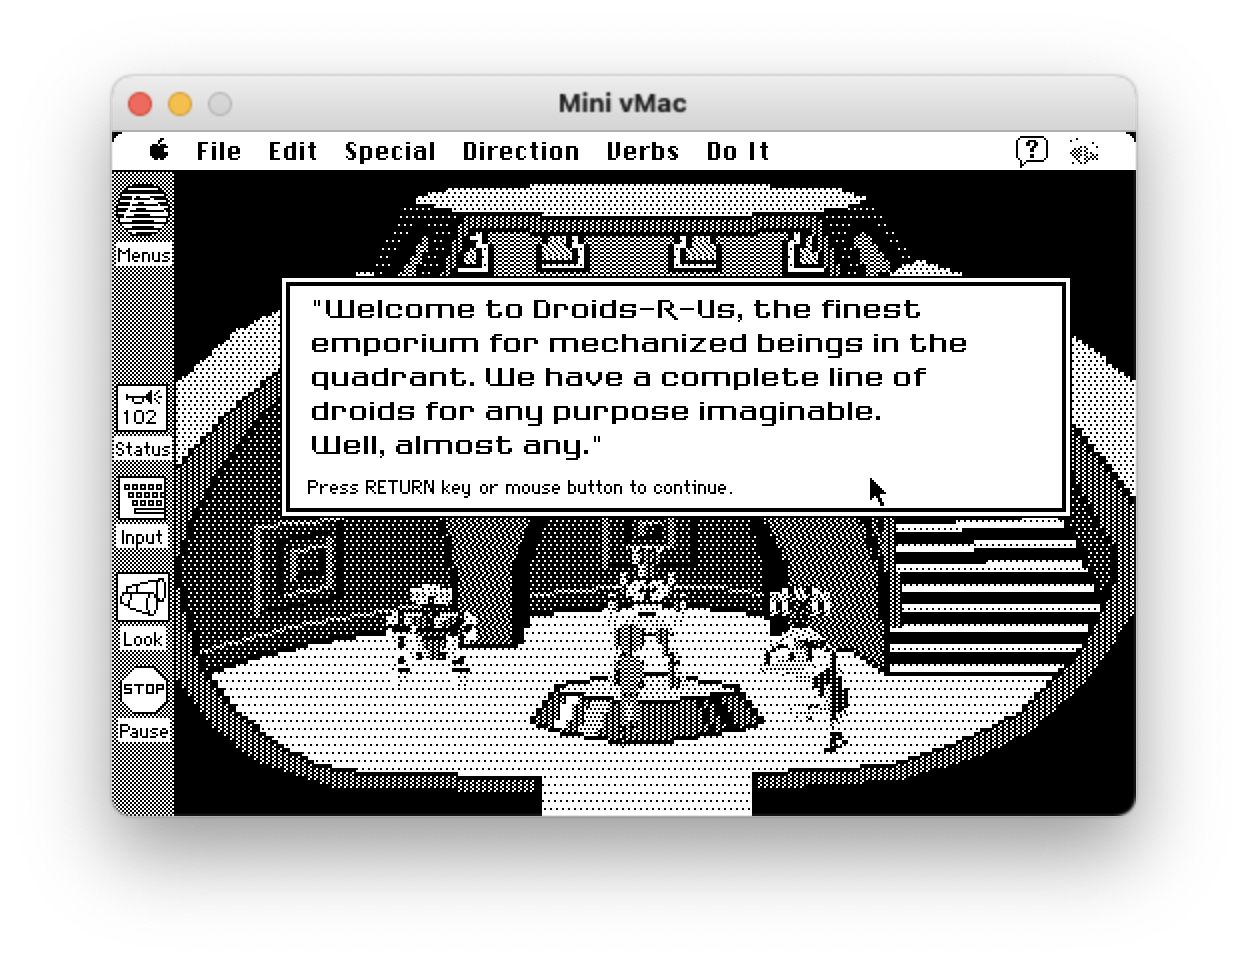 Mini vMac
File Edit Special Direction Verbs Do It
?
Menus
102
Status
Input
Look
STOP
Pause
"Welcome to Droids-R-Us, the finest
emporium for mechanized beings in the
quadrant. We have a complete line of
droids for any purpose imaginable.
Well, almost any."
Press RETURN key or mouse button to continue.